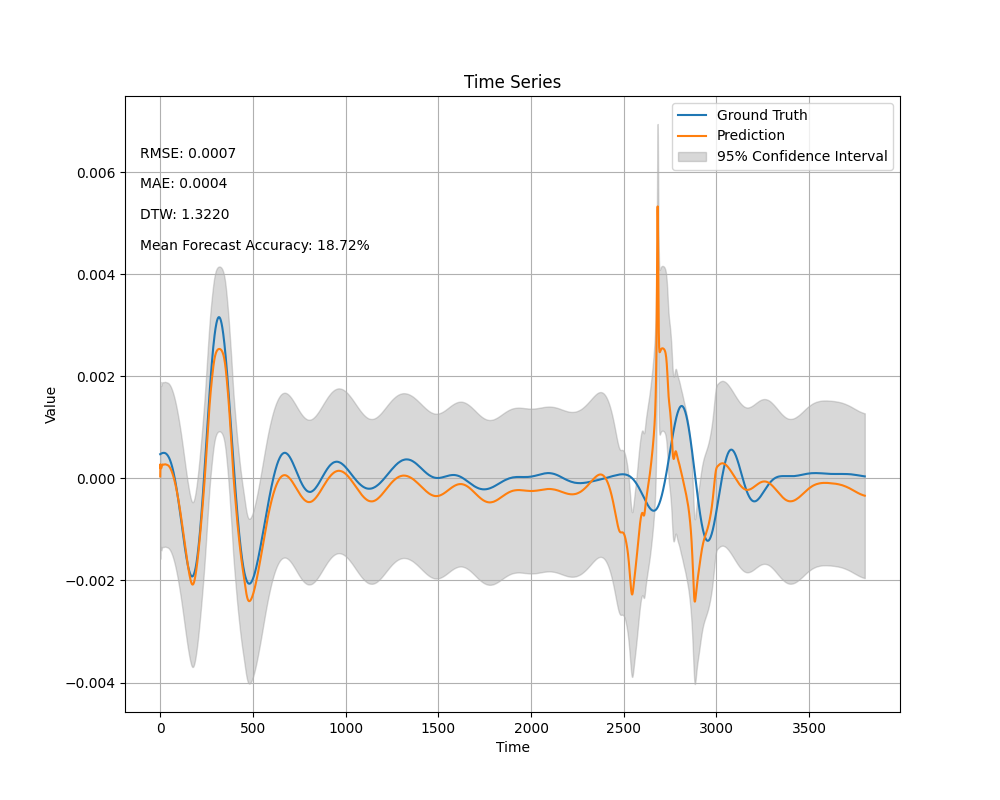 Time Series
Ground Truth
Prediction
95% Confidence Interval
RMSE: 0.0007
MAE: 0.0004
DTW: 1.3220
Mean Forecast Accuracy: 18.72%
0.006
0.004
0.002
0.000
−0.002
−0.004
Value
0 500 1000 1500 2000 2500 3000 3500
Time